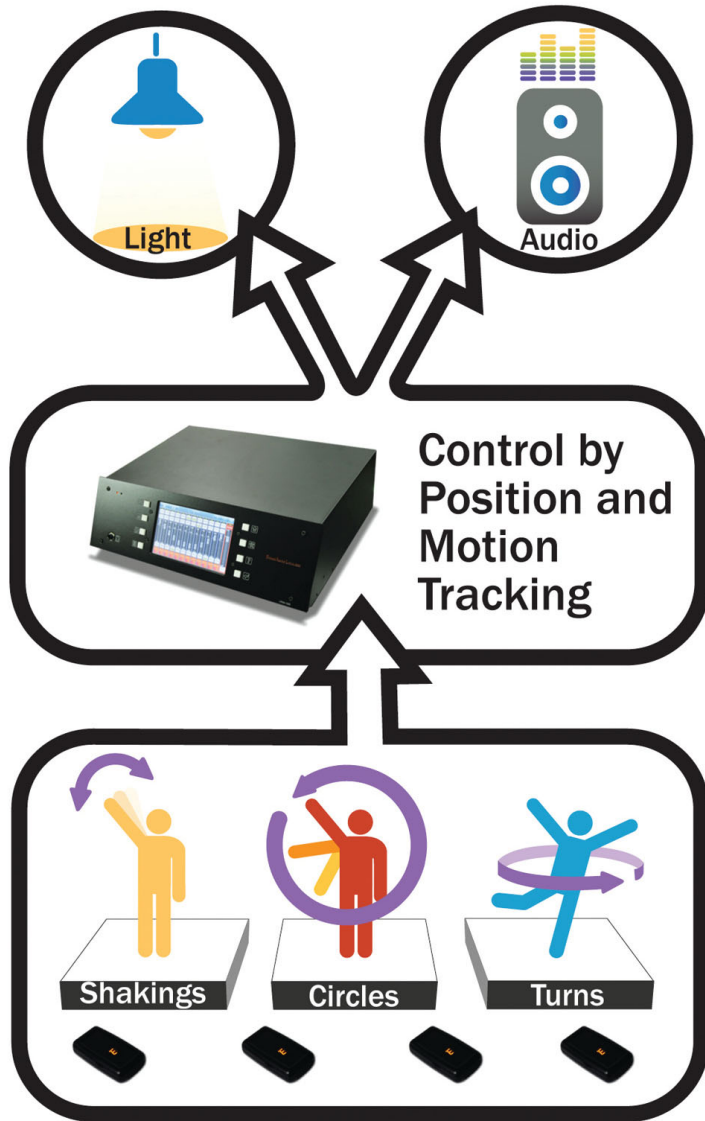 Light
Audio
Control by
Position and
Motion
Tracking
Shakings
Circles
Turns